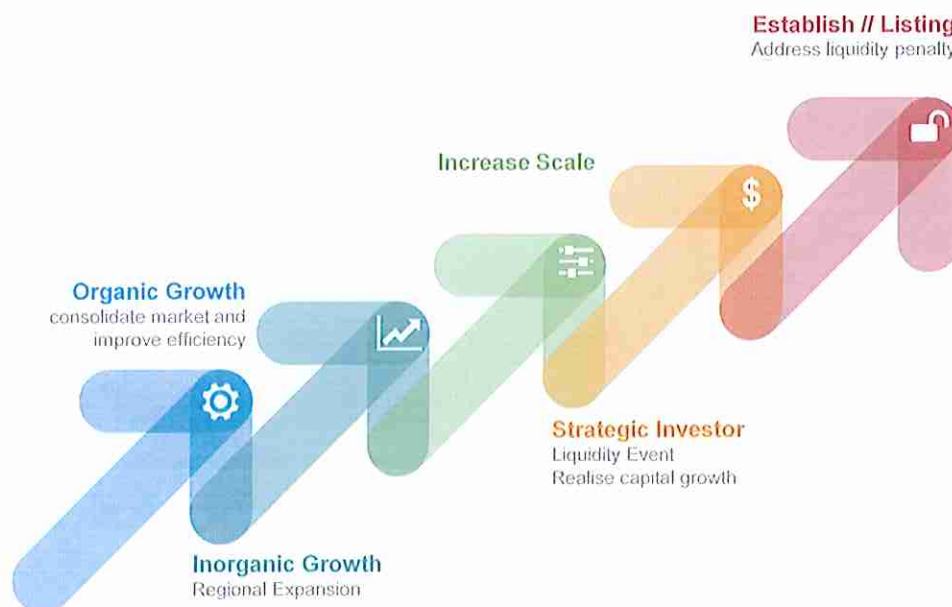 Establish // Listing
Address liquidity penalty
Increase Scale
$
Organic Growth
consolidate market and
improve efficiency
Strategic Investor
Liquidity Event
Realise capital growth
Inorganic Growth
Regional Expansion